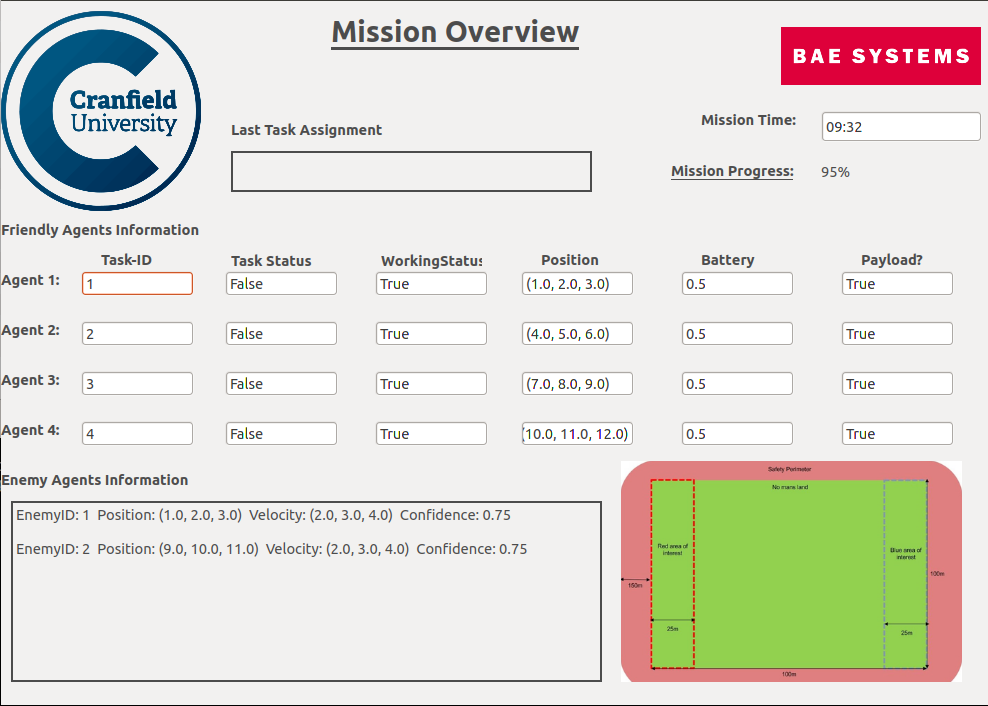 Mission Overview
Cranfield
University
BAE SYSTEMS
Last Task Assignment
Mission Time:
09:32
Mission Progress:
95%
Friendly Agents Information
Task-ID Task Status WorkingStatus Position Battery Payload?
Agent 1: 1 False True (1.0, 2.0, 3.0) 0.5 True
Agent 2: 2 False True (4.0, 5.0, 6.0) 0.5 True
Agent 3: 3 False True (7.0, 8.0, 9.0) 0.5 True
Agent 4: 4 False True (10.0, 11.0, 12.0) 0.5 True
Enemy Agents Information
EnemyID: 1 Position: (1.0, 2.0, 3.0) Velocity: (2.0, 3.0, 4.0) Confidence: 0.75
EnemyID: 2 Position: (9.0, 10.0, 11.0) Velocity: (2.0, 3.0, 4.0) Confidence: 0.75
Safety Perimeter
No mans land
Red area of
interest
Blue area of
interest
150m
100m
25m
25m
100m